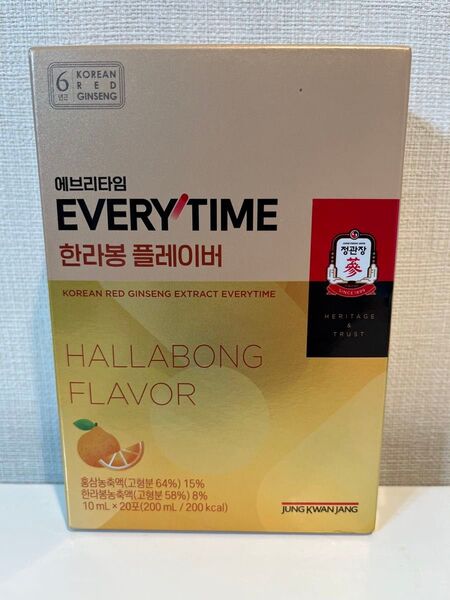 6
년근
KOREAN
RED
GINSENG
에브리타임
EVERY'TIME
한라봉 플레이버
KOREAN RED GINSENG EXTRACT EVERYTIME
정관장
蔘
SINCE 1899
HERITAGE
&
TRUST
HALLABONG
FLAVOR
홍삼농축액(고형분 64%) 15%
한라봉농축액(고형분 58%) 8%
10 mL × 20포(200 mL / 200 kcal)
JUNG KWAN JANG